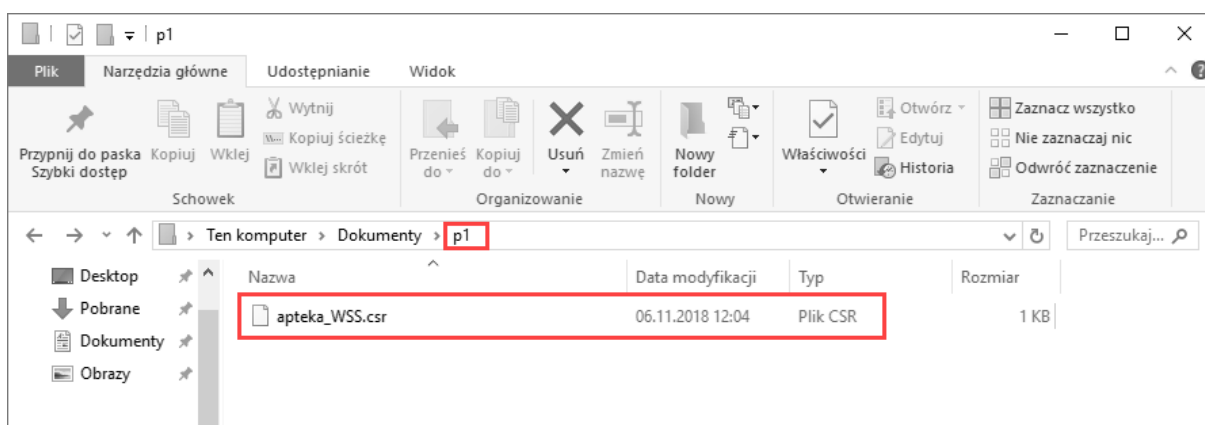 p1
Plik Narzędzia główne Udostępnianie Widok
Przypnij do paska Szybki dostęp
Kopiuj
Wklej
Wytnij
Kopiuj ścieżkę
Wklej skrót
Schowek
Przenieś do
Kopiuj do
Usuń
Zmień nazwę
Organizowanie
Nowy folder
Nowy
Właściwości
Otwórz
Edytuj
Historia
Otwieranie
Zaznacz wszystko
Nie zaznaczaj nic
Odwróć zaznaczenie
Zaznaczanie
Ten komputer > Dokumenty > p1
Przeszukaj...
Desktop
Pobrane
Dokumenty
Obrazy
Nazwa Data modyfikacji Typ Rozmiar
apteka_WSS.csr 06.11.2018 12:04 Plik CSR 1 KB